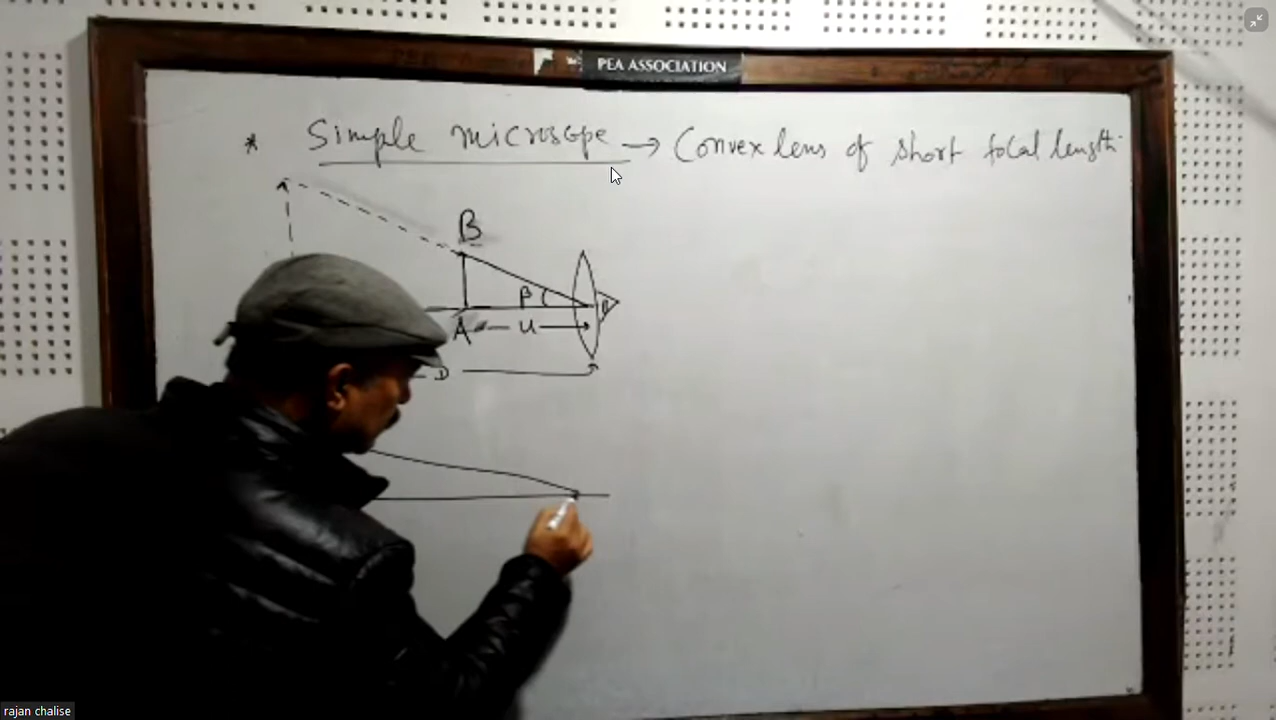 PEA ASSOCIATION
* Simple microscope → Convex lens of short focal length.
B
β
A u
D
rajan chalise